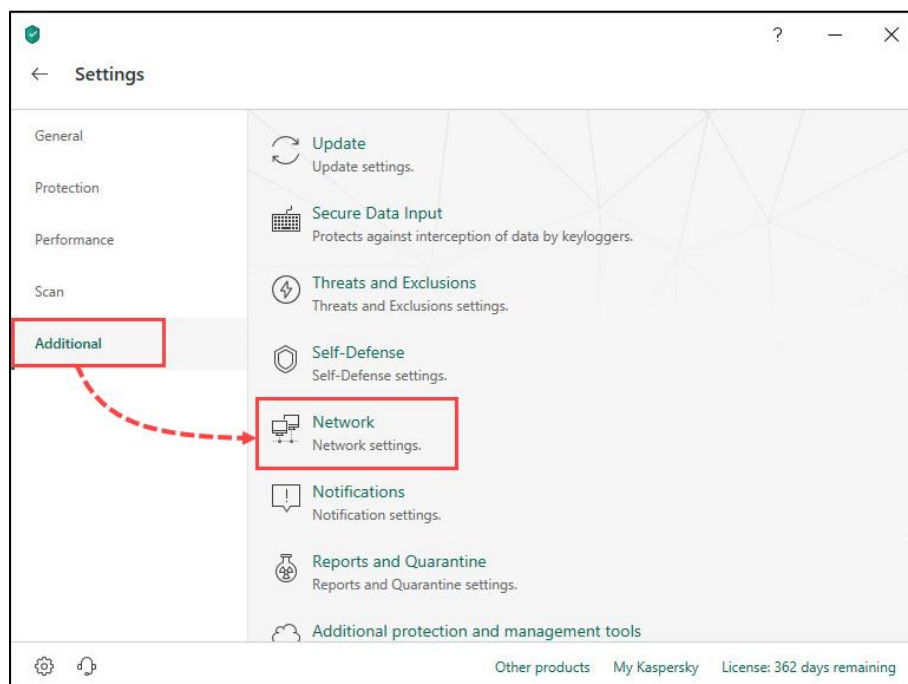 ?
Settings
General
Protection
Performance
Scan
Additional
Update
Update settings.
Secure Data Input
Protects against interception of data by keyloggers.
Threats and Exclusions
Threats and Exclusions settings.
Self-Defense
Self-Defense settings.
Network
Network settings.
Notifications
Notification settings.
Reports and Quarantine
Reports and Quarantine settings.
Additional protection and management tools
Other products My Kaspersky License: 362 days remaining